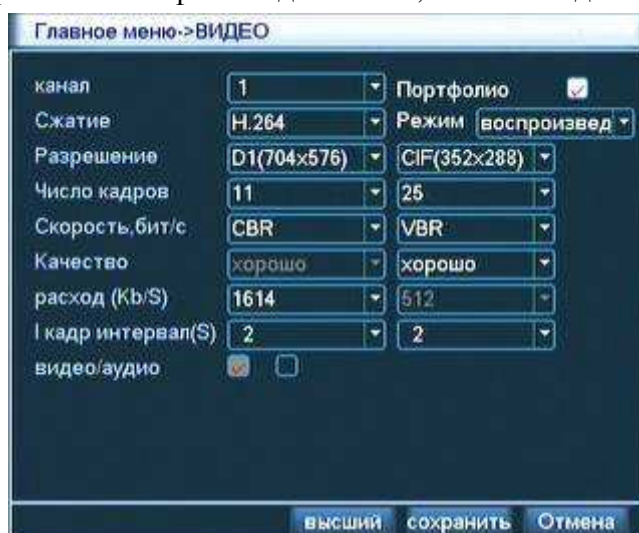 Главное меню->ВИДЕО
канал 1 Портфолио
Сжатие H.264 Режим воспроизвед
Разрешение D1(704x576) CIF(352x288)
Число кадров 11 25
Скорость,бит/с CBR VBR
Качество хорошо хорошо
расход (Kb/S) 1614 512
I кадр интервал(S) 2 2
видео/аудио
высший сохранить Отмена